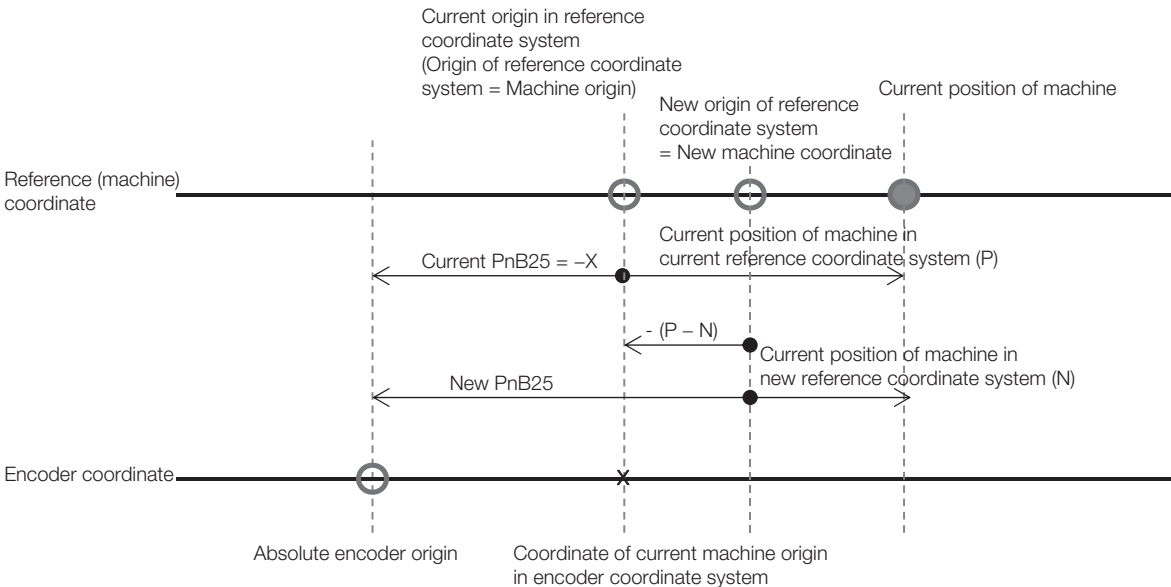 Current origin in reference
coordinate system
(Origin of reference coordinate
system = Machine origin)
New origin of reference
coordinate system
= New machine coordinate
Current position of machine
Reference (machine)
coordinate
Current position of machine in
current reference coordinate system (P)
Current PnB25 = –X
- (P – N)
Current position of machine in
new reference coordinate system (N)
New PnB25
Encoder coordinate
x
Absolute encoder origin
Coordinate of current machine origin
in encoder coordinate system